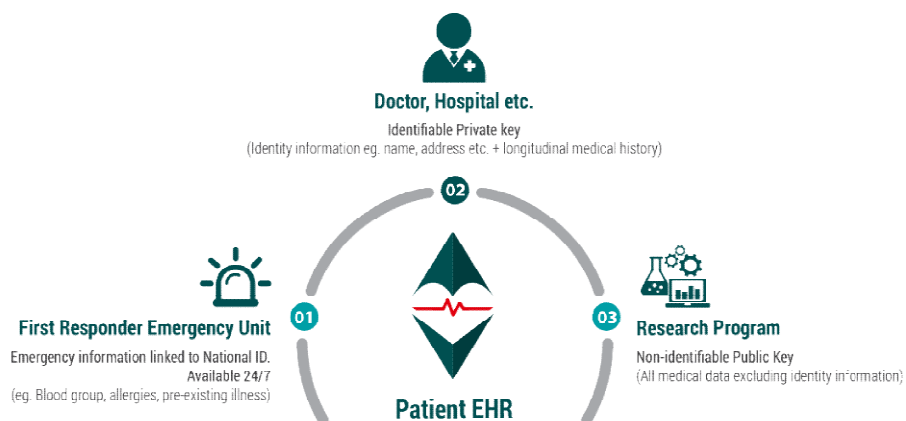 Doctor, Hospital etc.
Identifiable Private key
(Identity information eg. name, address etc. + longitudinal medical history)
02
01
First Responder Emergency Unit
Emergency information linked to National ID.
Available 24/7
(eg. Blood group, allergies, pre-existing illness)
03
Research Program
Non-identifiable Public Key
(All medical data excluding identity information)
Patient EHR